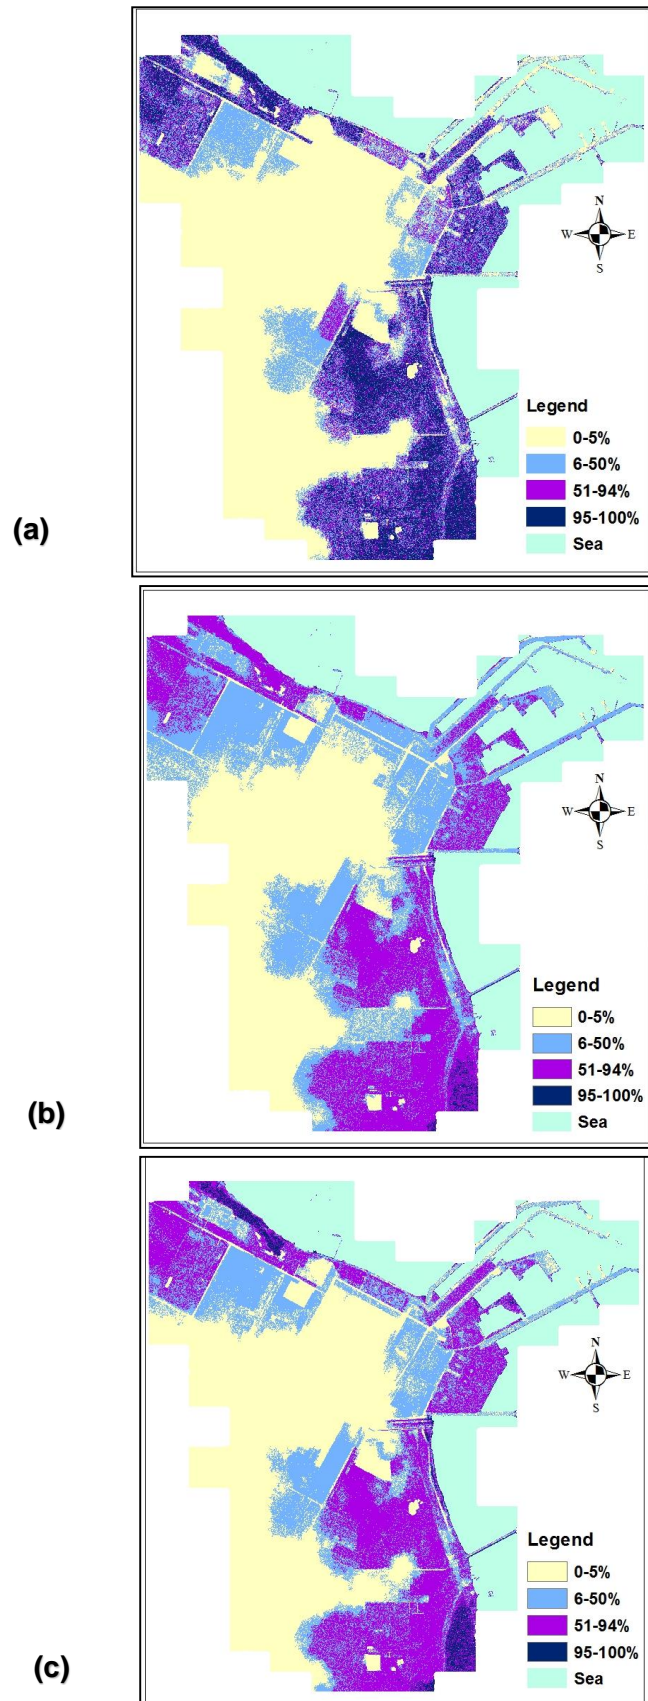 N
W E
S
Legend
0-5%
6-50%
51-94%
95-100%
Sea
(a)
N
W E
S
Legend
0-5%
6-50%
51-94%
95-100%
Sea
(b)
N
W E
S
Legend
0-5%
6-50%
51-94%
95-100%
Sea
(c)